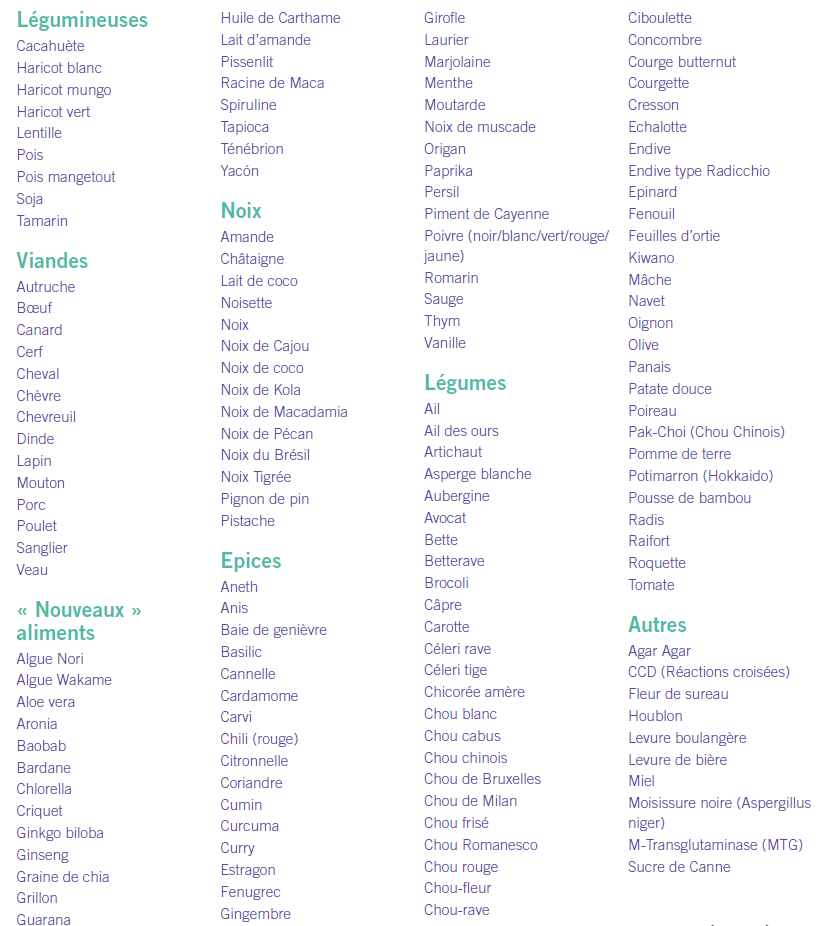 Légumineuses
Cacahuète
Haricot blanc
Haricot mungo
Haricot vert
Lentille
Pois
Pois mangetout
Soja
Tamarin
Viandes
Autruche
Bœuf
Canard
Cerf
Cheval
Chèvre
Chevreuil
Dinde
Lapin
Mouton
Porc
Poulet
Sanglier
Veau
« Nouveaux »
aliments
Algue Nori
Algue Wakame
Aloe vera
Aronia
Baobab
Bardane
Chlorella
Criquet
Ginkgo biloba
Ginseng
Graine de chia
Grillon
Guarana
Huile de Carthame
Lait d’amande
Pissenlit
Racine de Maca
Spiruline
Tapioca
Ténébrion
Yacón
Noix
Amande
Châtaigne
Lait de coco
Noisette
Noix
Noix de Cajou
Noix de coco
Noix de Kola
Noix de Macadamia
Noix de Pécan
Noix du Brésil
Noix Tigrée
Pignon de pin
Pistache
Epices
Aneth
Anis
Baie de genièvre
Basilic
Cannelle
Cardamome
Carvi
Chili (rouge)
Citronnelle
Coriandre
Cumin
Curcuma
Curry
Estragon
Fenugrec
Gingembre
Girofle
Laurier
Marjolaine
Menthe
Moutarde
Noix de muscade
Origan
Paprika
Persil
Piment de Cayenne
Poivre (noir/blanc/vert/rouge/
jaune)
Romarin
Sauge
Thym
Vanille
Légumes
Ail
Ail des ours
Artichaut
Asperge blanche
Aubergine
Avocat
Bette
Betterave
Brocoli
Câpre
Carotte
Céleri rave
Céleri tige
Chicorée amère
Chou blanc
Chou cabus
Chou chinois
Chou de Bruxelles
Chou de Milan
Chou frisé
Chou Romanesco
Chou rouge
Chou-fleur
Chou-rave
Ciboulette
Concombre
Courge butternut
Courgette
Cresson
Echalotte
Endive
Endive type Radicchio
Epinard
Fenouil
Feuilles d’ortie
Kiwano
Mâche
Navet
Oignon
Olive
Panais
Patate douce
Poireau
Pak-Choi (Chou Chinois)
Pomme de terre
Potimarron (Hokkaido)
Pousse de bambou
Radis
Raifort
Roquette
Tomate
Autres
Agar Agar
CCD (Réactions croisées)
Fleur de sureau
Houblon
Levure boulangère
Levure de bière
Miel
Moisissure noire (Aspergillus
niger)
M-Transglutaminase (MTG)
Sucre de Canne